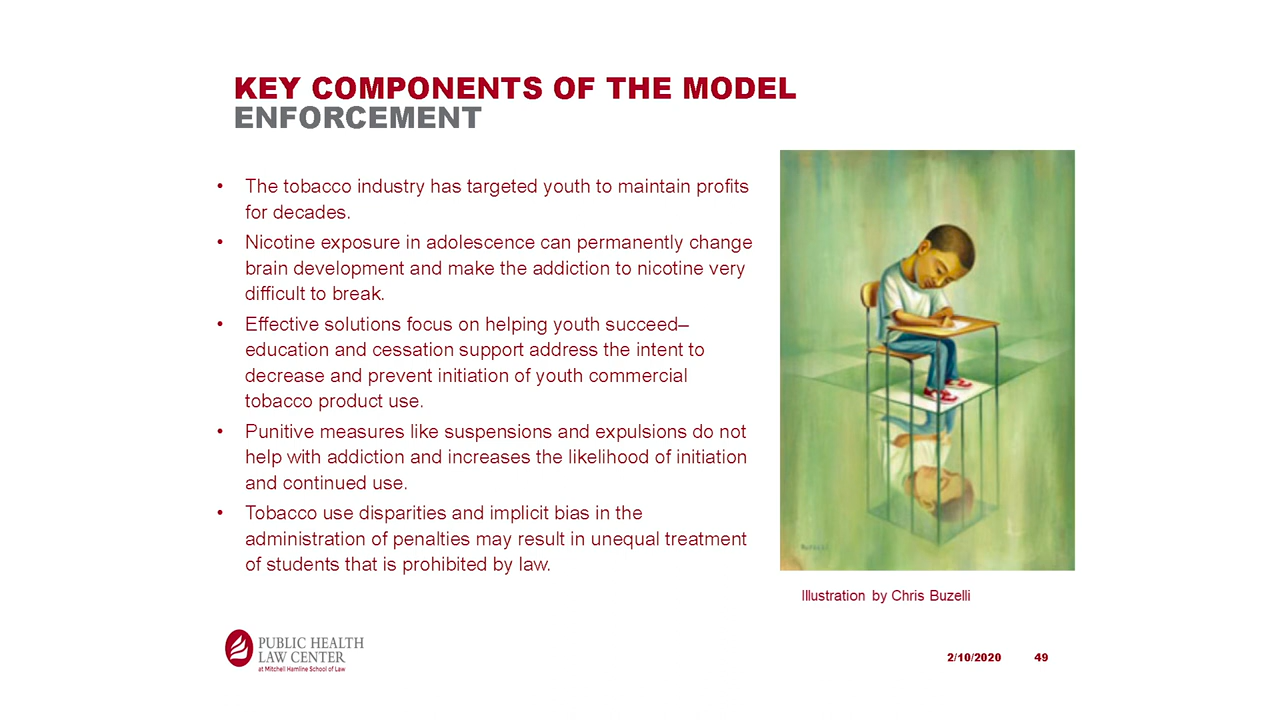 KEY COMPONENTS OF THE MODEL
ENFORCEMENT
• The tobacco industry has targeted youth to maintain profits
for decades.
• Nicotine exposure in adolescence can permanently change
brain development and make the addiction to nicotine very
difficult to break.
• Effective solutions focus on helping youth succeed–
education and cessation support address the intent to
decrease and prevent initiation of youth commercial
tobacco product use.
• Punitive measures like suspensions and expulsions do not
help with addiction and increases the likelihood of initiation
and continued use.
• Tobacco use disparities and implicit bias in the
administration of penalties may result in unequal treatment
of students that is prohibited by law.
Illustration by Chris Buzelli
PUBLIC HEALTH
LAW CENTER
at Mitchell Hamline School of Law
2/10/2020 49